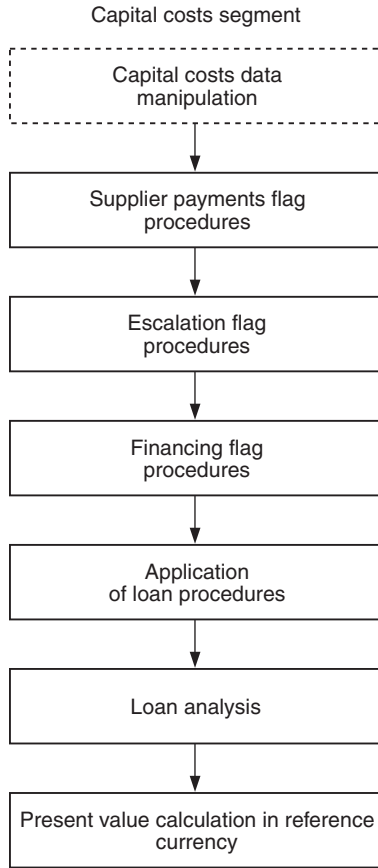 Capital costs segment
Capital costs data
manipulation
Supplier payments flag
procedures
Escalation flag
procedures
Financing flag
procedures
Application
of loan procedures
Loan analysis
Present value calculation in reference
currency